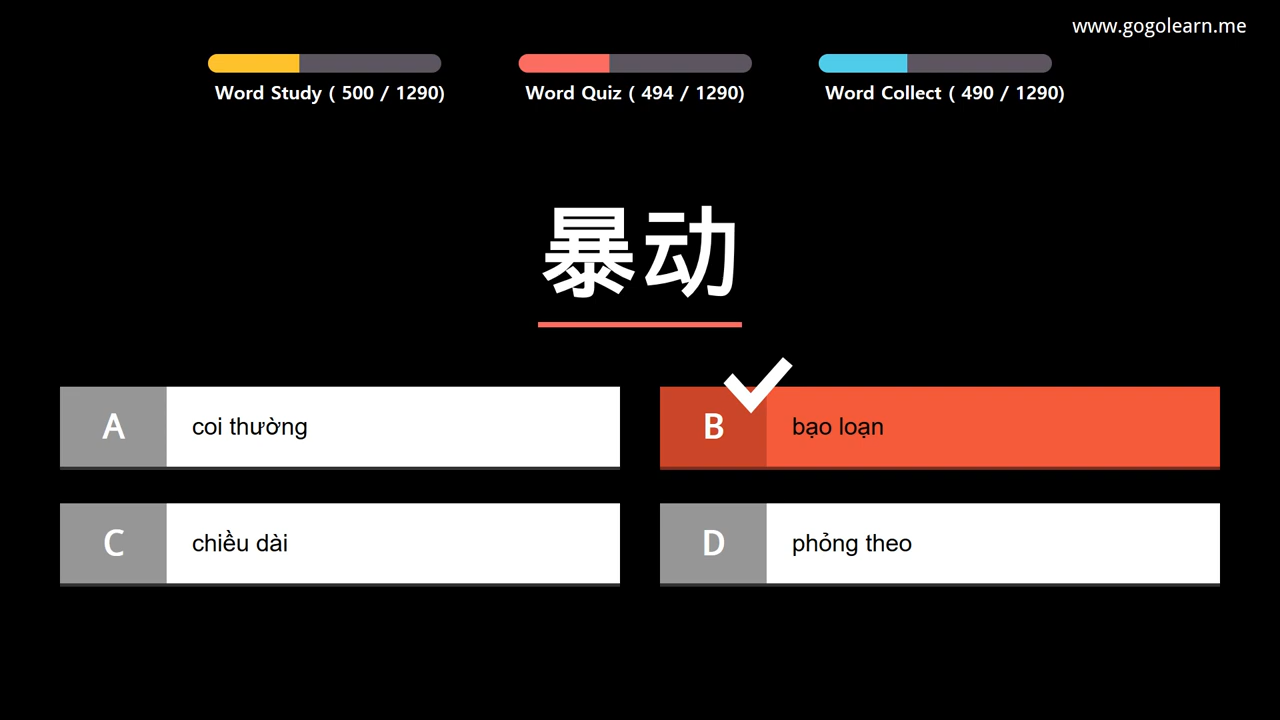 www.gogolearn.me
Word Study ( 500 / 1290)
Word Quiz ( 494 / 1290)
Word Collect ( 490 / 1290)
暴动
A coi thường
B bạo loạn
C chiều dài
D phỏng theo